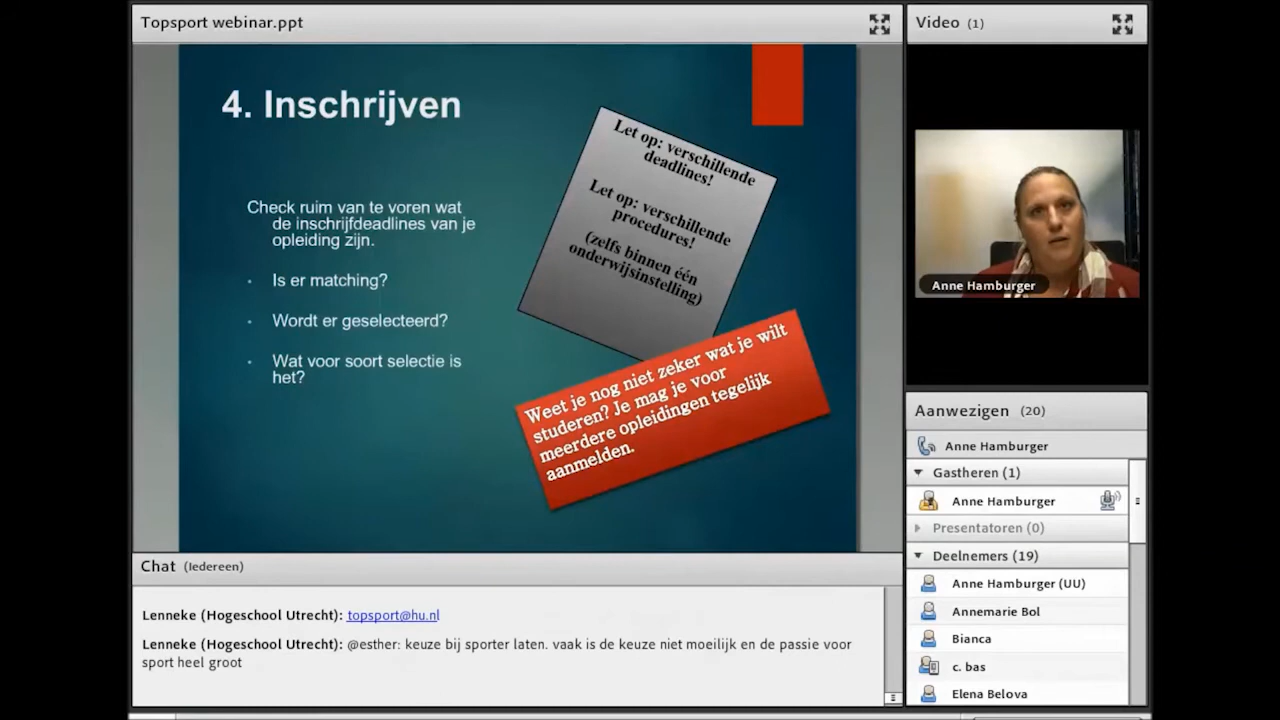 Topsport webinar.ppt
4. Inschrijven
Check ruim van te voren wat
de inschrijfdeadlines van je
opleiding zijn.
• Is er matching?
• Wordt er geselecteerd?
• Wat voor soort selectie is
het?
Let op: verschillende
deadlines!
Let op: verschillende
procedures!
(zelfs binnen één
onderwijsinstelling)
Weet je nog niet zeker wat je wilt
studeren? Je mag je voor
meerdere opleidingen tegelijk
aanmelden.
Chat (Iedereen)
Lenneke (Hogeschool Utrecht): topsport@hu.nl
Lenneke (Hogeschool Utrecht): @esther: keuze bij sporter laten. vaak is de keuze niet moeilijk en de passie voor
sport heel groot
Video (1)
Anne Hamburger
Aanwezigen (20)
Anne Hamburger
Gastheren (1)
Anne Hamburger
Presentatoren (0)
Deelnemers (19)
Anne Hamburger (UU)
Annemarie Bol
Bianca
c. bas
Elena Belova